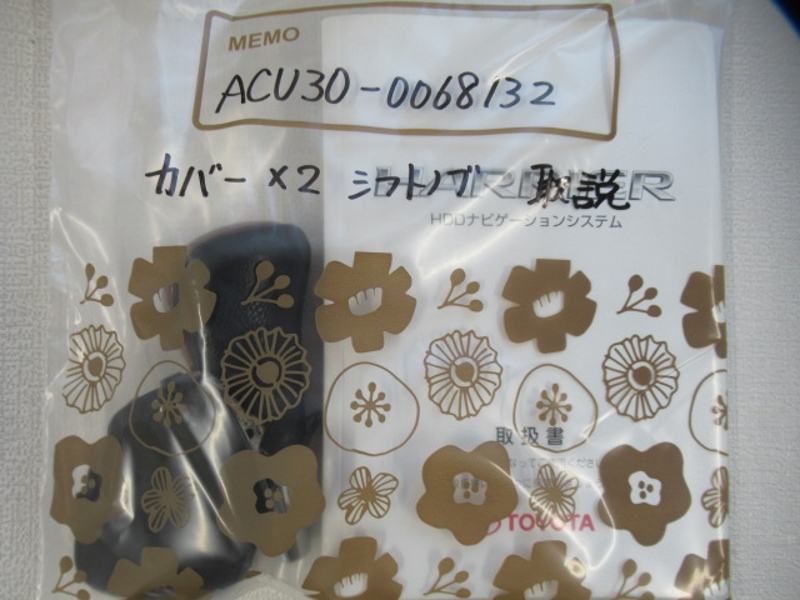 MEMO
ACU30-0068132
カバー ×2 シフトノブ 取説
HARRIER
HDDナビゲーションシステム
取扱書
TOYOTA